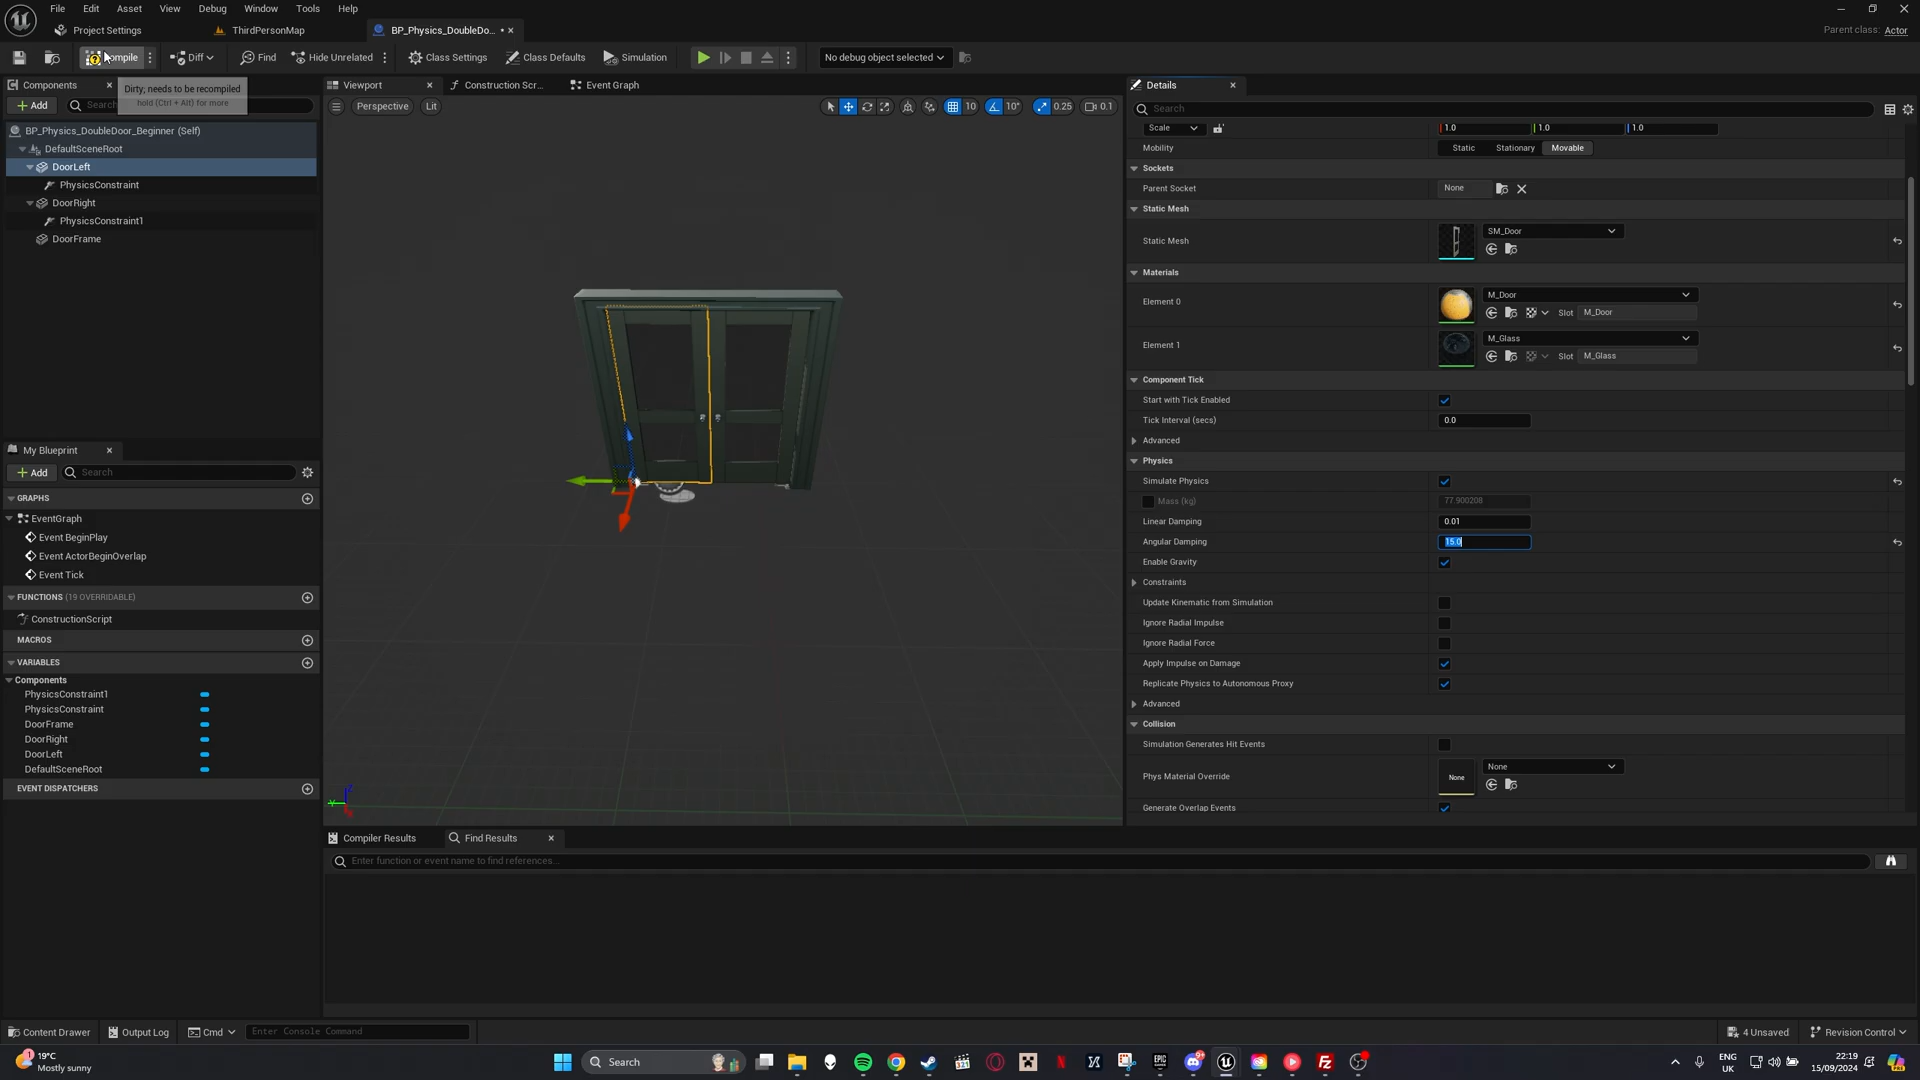 File Edit Asset View Debug Window Tools Help
Project Settings ThirdPersonMap BP_Physics_DoubleDo... Parent class: Actor
Diff Find Hide Unrelated Class Settings Class Defaults Simulation No debug object selected
Components Viewport Construction Scr... Event Graph Details
Dirty; needs to be recompiled
hold (Ctrl + Alt) for more
Add Perspective Lit 10 10° 0.25 0.1 Search
BP_Physics_DoubleDoor_Beginner (Self)
DefaultSceneRoot
DoorLeft
PhysicsConstraint
DoorRight
PhysicsConstraint1
DoorFrame
Scale 1.0 1.0 1.0
Mobility Static Stationary Movable
Sockets
Parent Socket None
Static Mesh
Static Mesh SM_Door
Materials
Element 0 M_Door
Slot M_Door
Element 1 M_Glass
Slot M_Glass
Component Tick
Start with Tick Enabled
Tick Interval (secs) 0.0
Advanced
Physics
Simulate Physics
Mass (kg) 77.900208
Linear Damping 0.01
Angular Damping 15.0
Enable Gravity
Constraints
Update Kinematic from Simulation
Ignore Radial Impulse
Ignore Radial Force
Apply Impulse on Damage
Replicate Physics to Autonomous Proxy
Advanced
Collision
Simulation Generates Hit Events
Phys Material Override None None
Generate Overlap Events
My Blueprint
Add Search
GRAPHS
EventGraph
Event BeginPlay
Event ActorBeginOverlap
Event Tick
FUNCTIONS (19 OVERRIDABLE)
ConstructionScript
MACROS
VARIABLES
Components
PhysicsConstraint1
PhysicsConstraint
DoorFrame
DoorRight
DoorLeft
DefaultSceneRoot
EVENT DISPATCHERS
Compiler Results Find Results
Enter function or event name to find references...
Content Drawer Output Log Cmd Enter Console Command 4 Unsaved Revision Control
19°C
Mostly sunny
Search
ENG
UK
22:19
15/09/2024